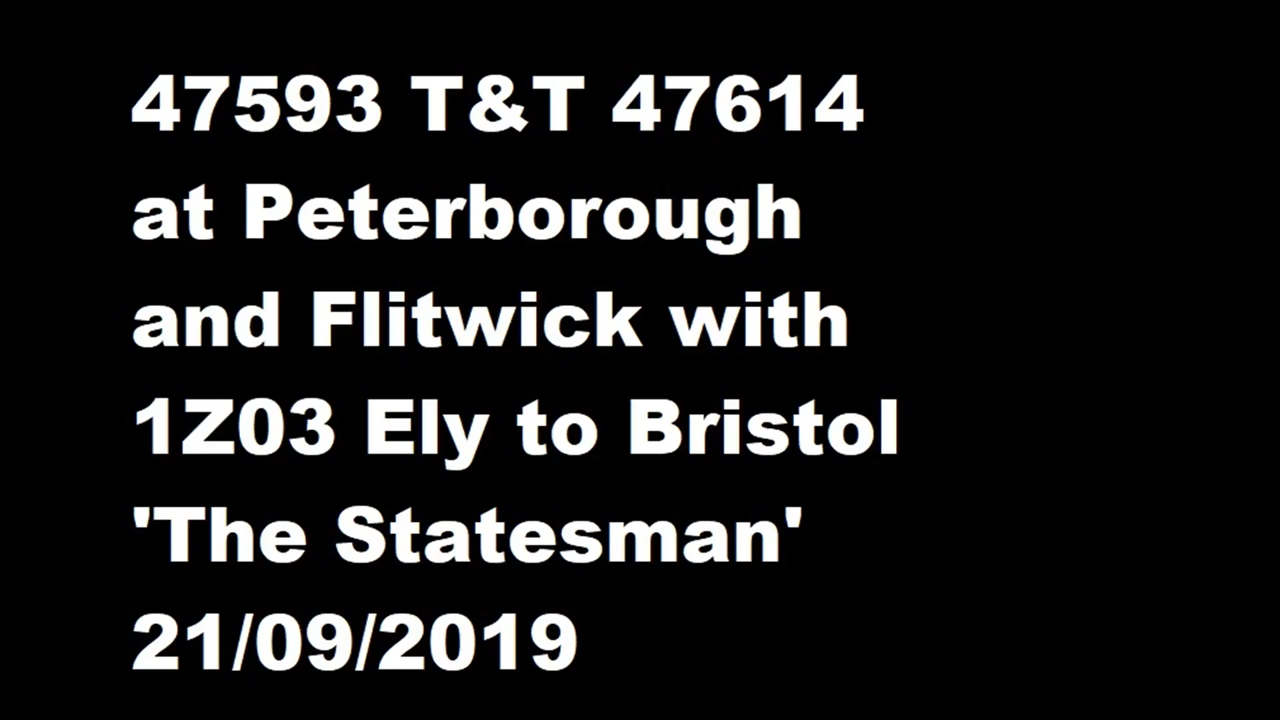 47593 T&T 47614
at Peterborough
and Flitwick with
1Z03 Ely to Bristol
'The Statesman'
21/09/2019